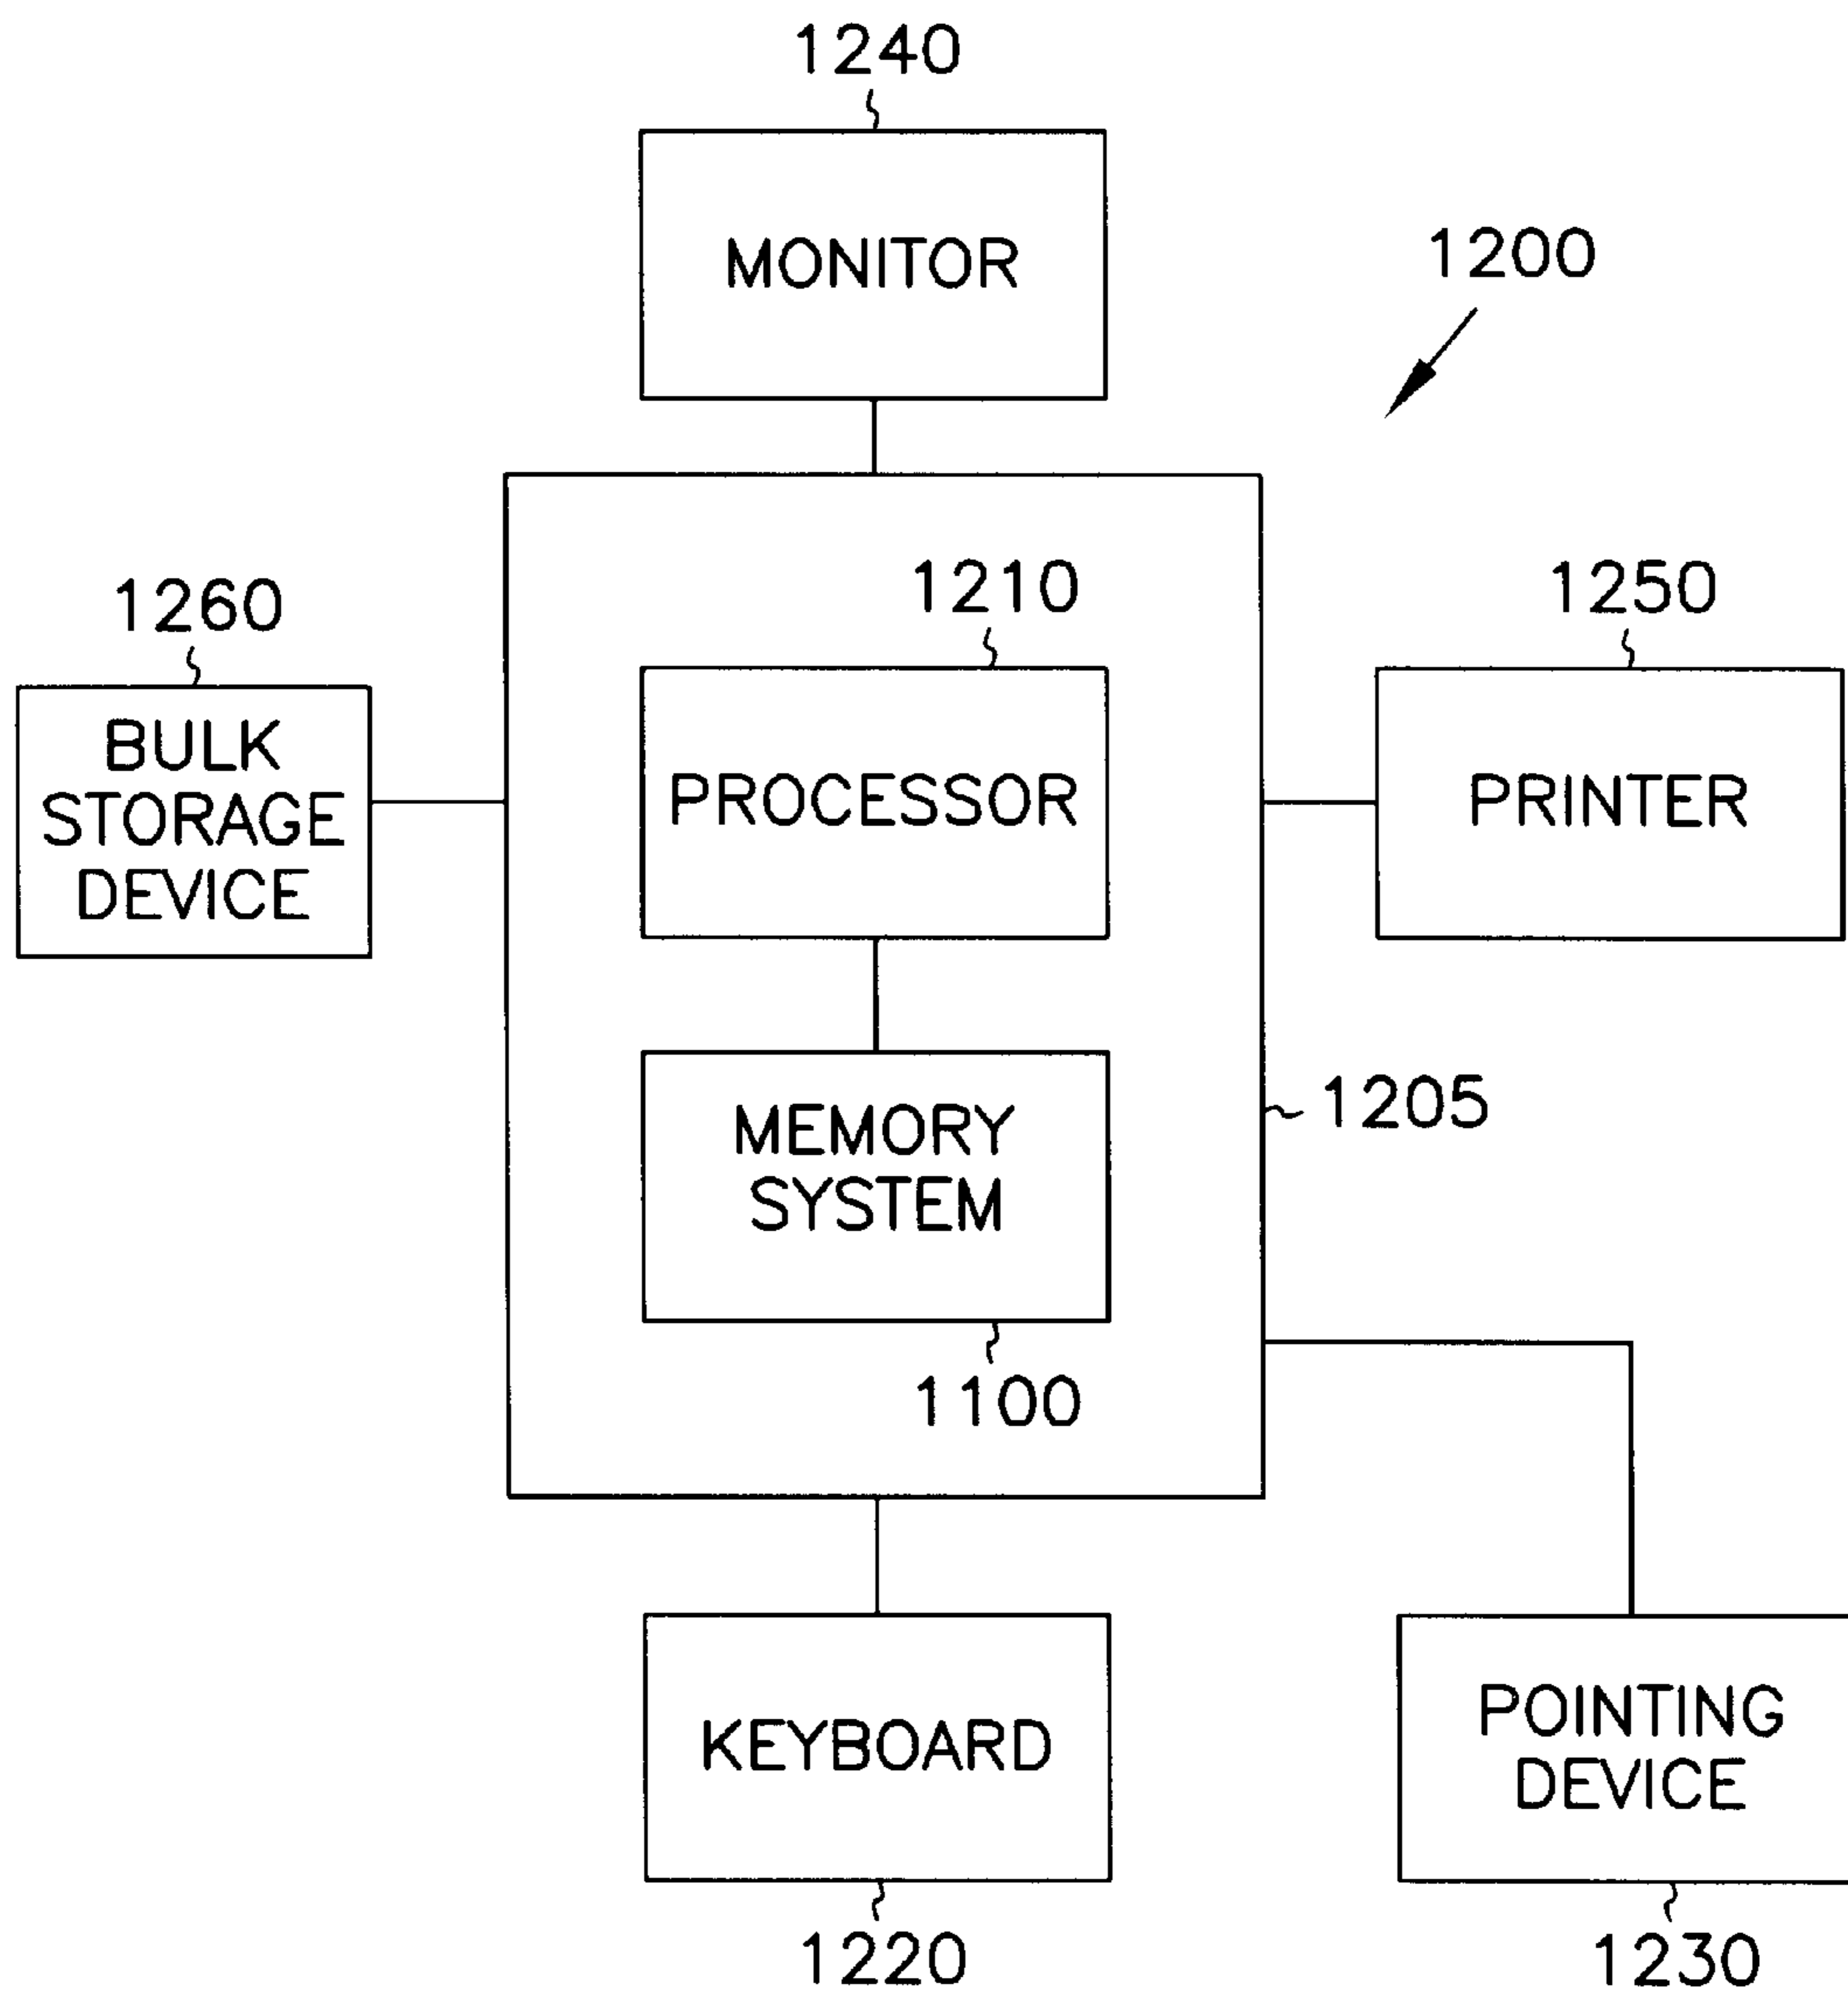 1240
MONITOR
1200
1260
1210
1250
BULK
STORAGE
DEVICE
PROCESSOR
PRINTER
MEMORY
SYSTEM
1205
1100
KEYBOARD
POINTING
DEVICE
1220
1230